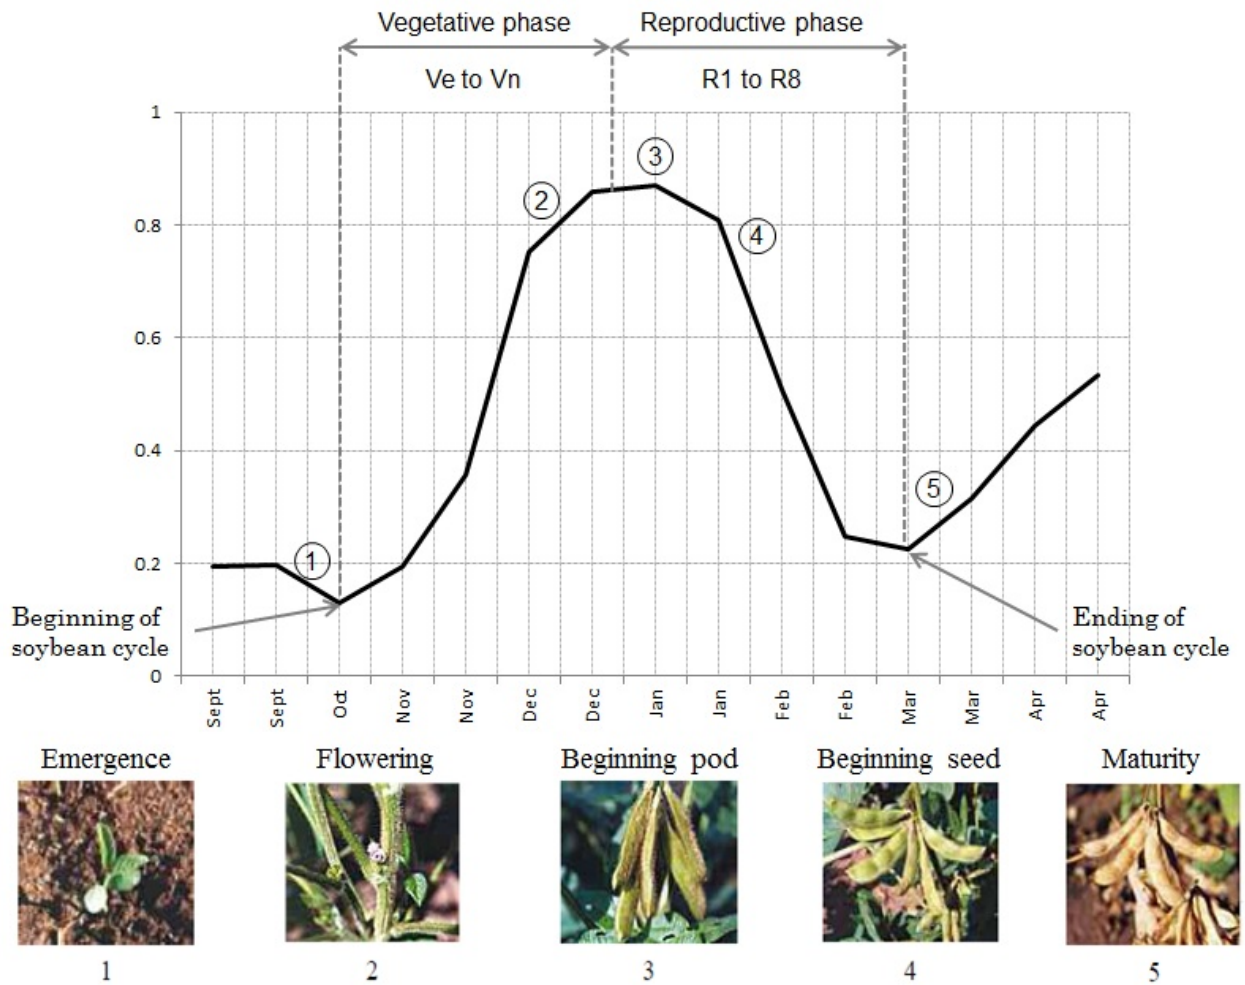 Vegetative phase
Reproductive phase
Ve to Vn
R1 to R8
1
0.8
0.6
0.4
0.2
0
3
2
4
5
1
Beginning of
soybean cycle
Ending of
soybean cycle
Sept
Sept
Oct
Nov
Nov
Dec
Dec
Jan
Jan
Feb
Feb
Mar
Mar
Apr
Apr
Emergence
Flowering
Beginning pod
Beginning seed
Maturity
1
2
3
4
5